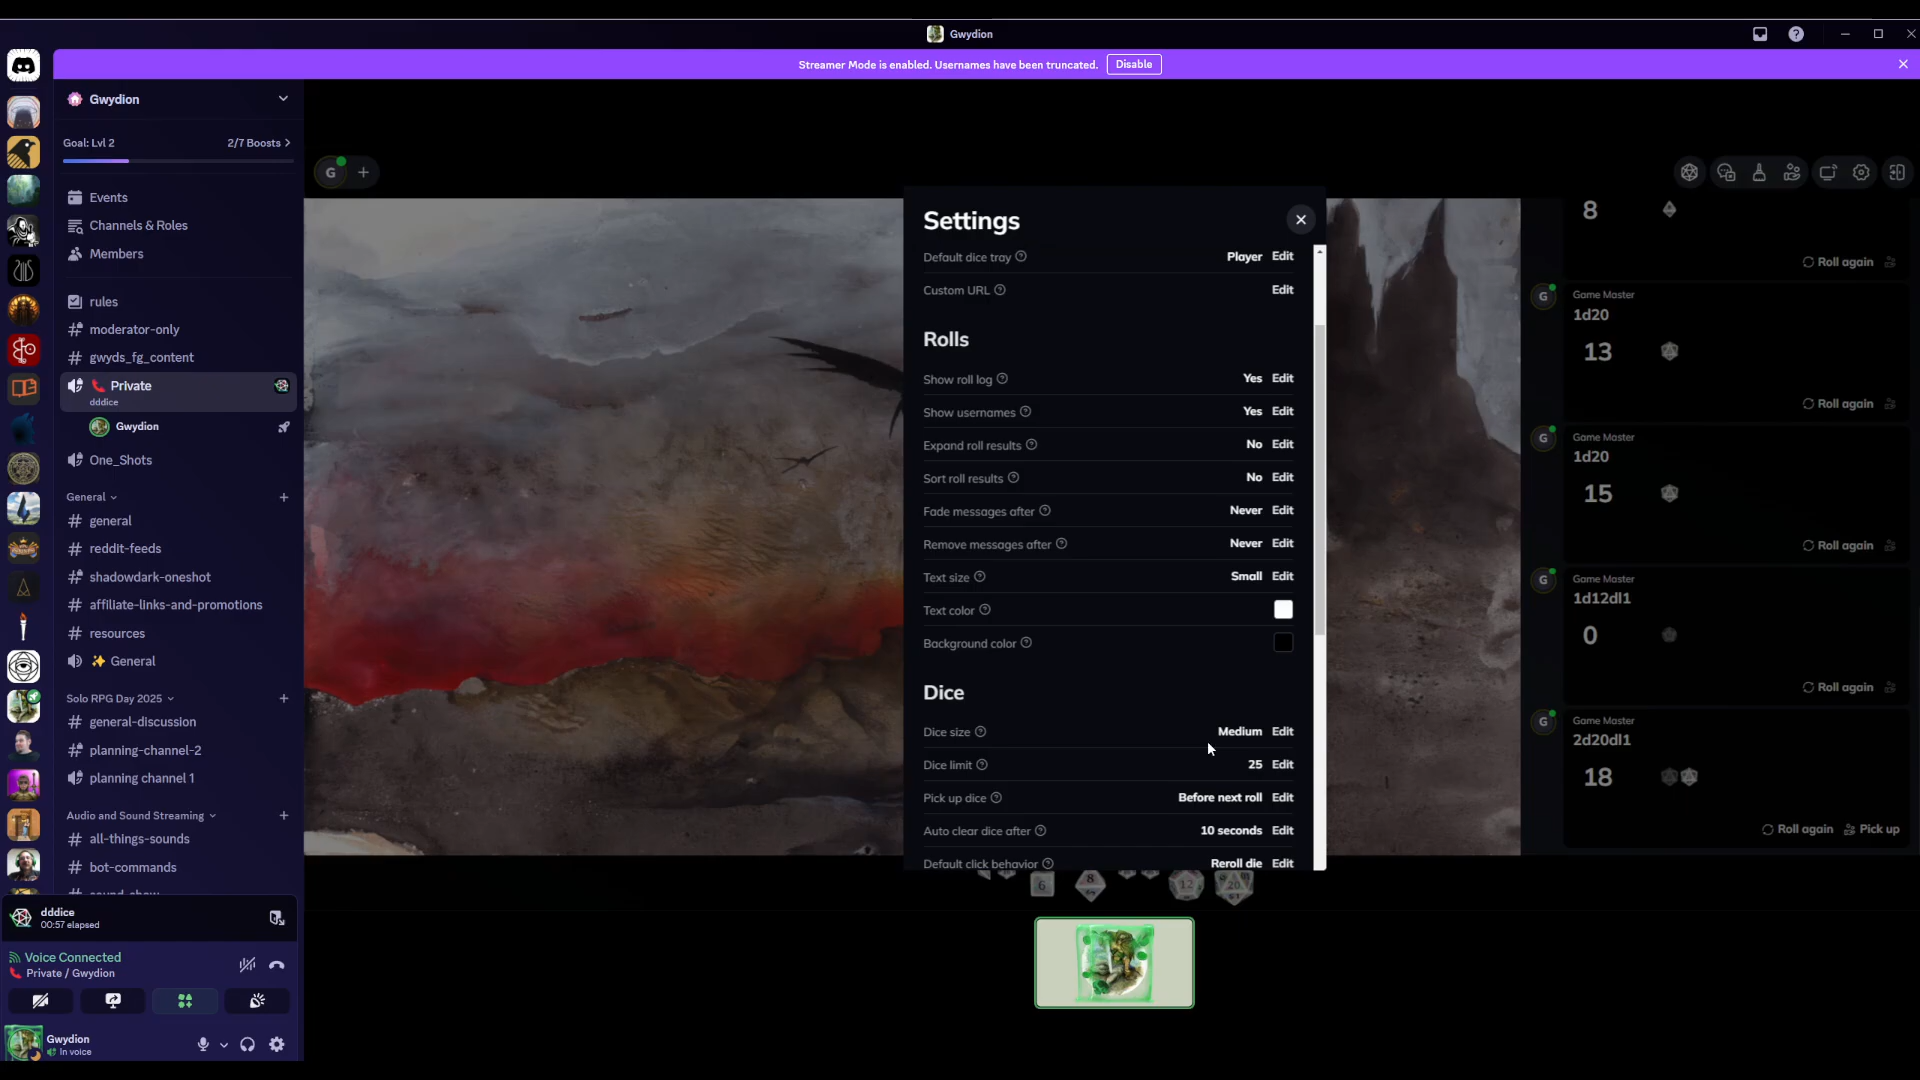 Gwydion
Streamer Mode is enabled. Usernames have been truncated. Disable
Gwydion
Goal: Lvl 2 2/7 Boosts
Events
Channels & Roles
Members
rules
moderator-only
gwyds_fg_content
Private
dddice
Gwydion
One_Shots
General
general
reddit-feeds
shadowdark-oneshot
affiliate-links-and-promotions
resources
✨ General
Solo RPG Day 2025
general-discussion
planning-channel-2
planning channel 1
Audio and Sound Streaming
all-things-sounds
bot-commands
dddice
00:57 elapsed
Voice Connected
Private / Gwydion
Gwydion
In voice
G
Settings
Default dice tray Player Edit
Custom URL Edit
Rolls
Show roll log Yes Edit
Show usernames Yes Edit
Expand roll results No Edit
Sort roll results No Edit
Fade messages after Never Edit
Remove messages after Never Edit
Text size Small Edit
Text color
Background color
Dice
Dice size Medium Edit
Dice limit 25 Edit
Pick up dice Before next roll Edit
Auto clear dice after 10 seconds Edit
Default click behavior Reroll die Edit
6 8 12 20
8
Roll again
G Game Master
1d20
13
Roll again
G Game Master
1d20
15
Roll again
G Game Master
1d12dl1
0
Roll again
G Game Master
2d20dl1
18
Roll again Pick up